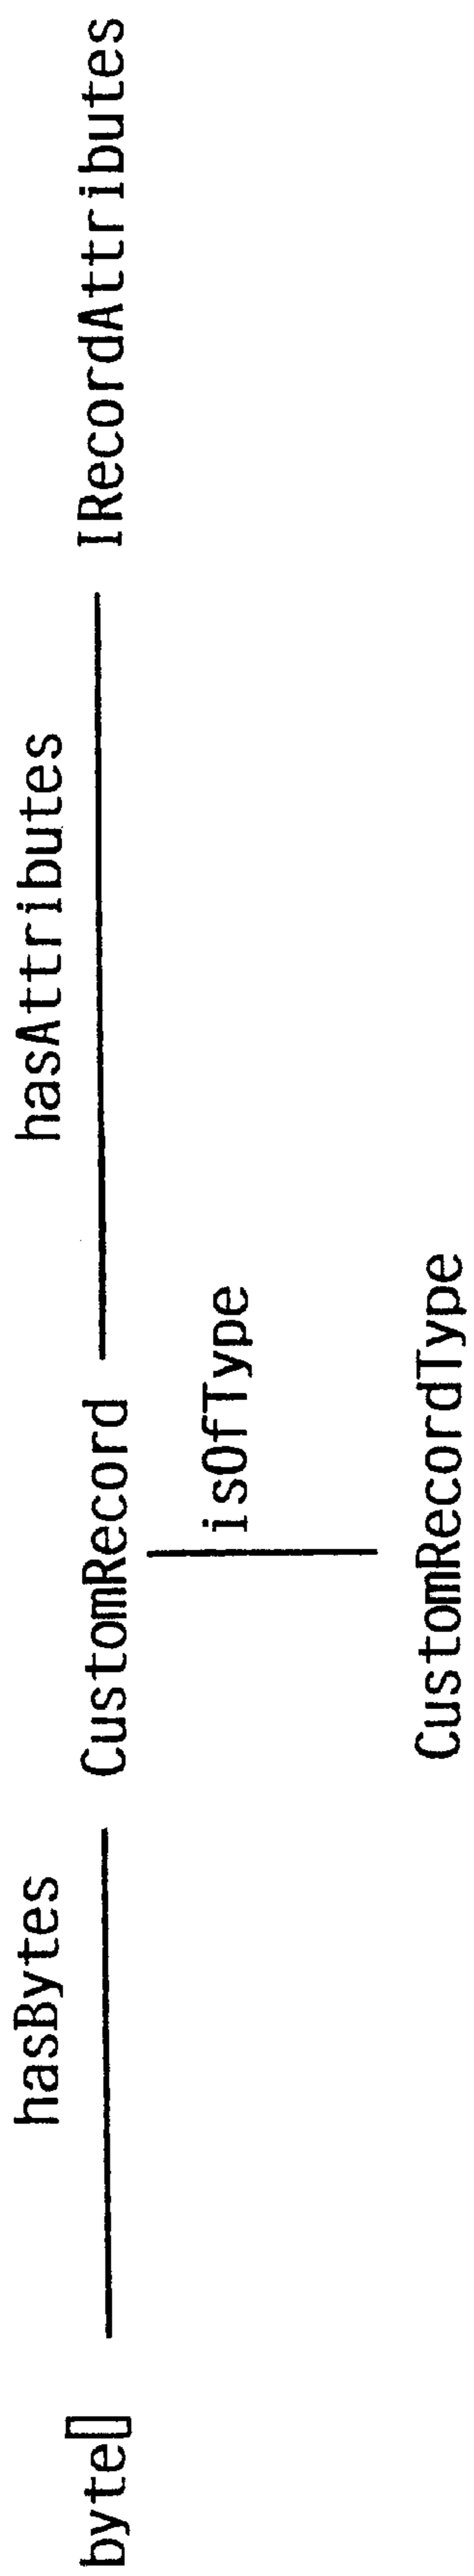 hasBytes
hasAttributes
byte[]
CustomRecord
IRecordAttributes
isOfType
CustomRecordType